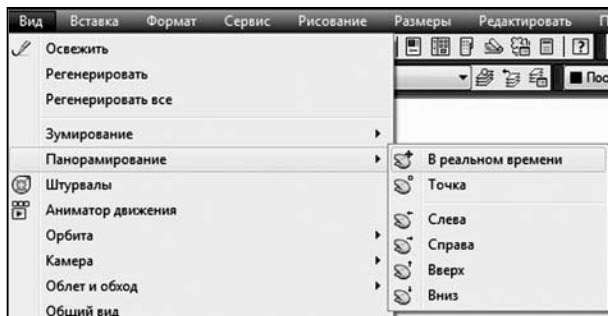 Вид Вставка Формат Сервис Рисование Размеры Редактировать
Освежить
Регенерировать
Регенерировать все
Зумирование
Панорамирование
Штурвалы
Аниматор движения
Орбита
Камера
Облет и обход
Общий вид
В реальном времени
Точка
Слева
Справа
Вверх
Вниз